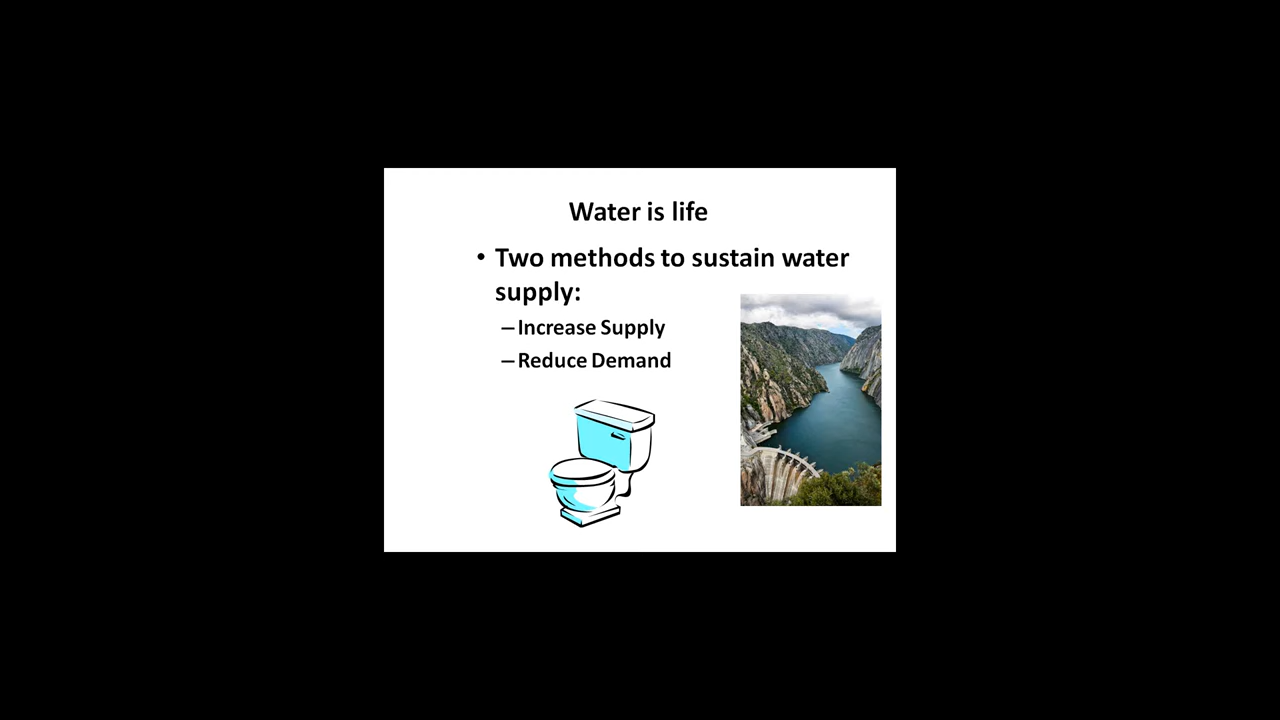 Water is life
• Two methods to sustain water
supply:
–Increase Supply
–Reduce Demand